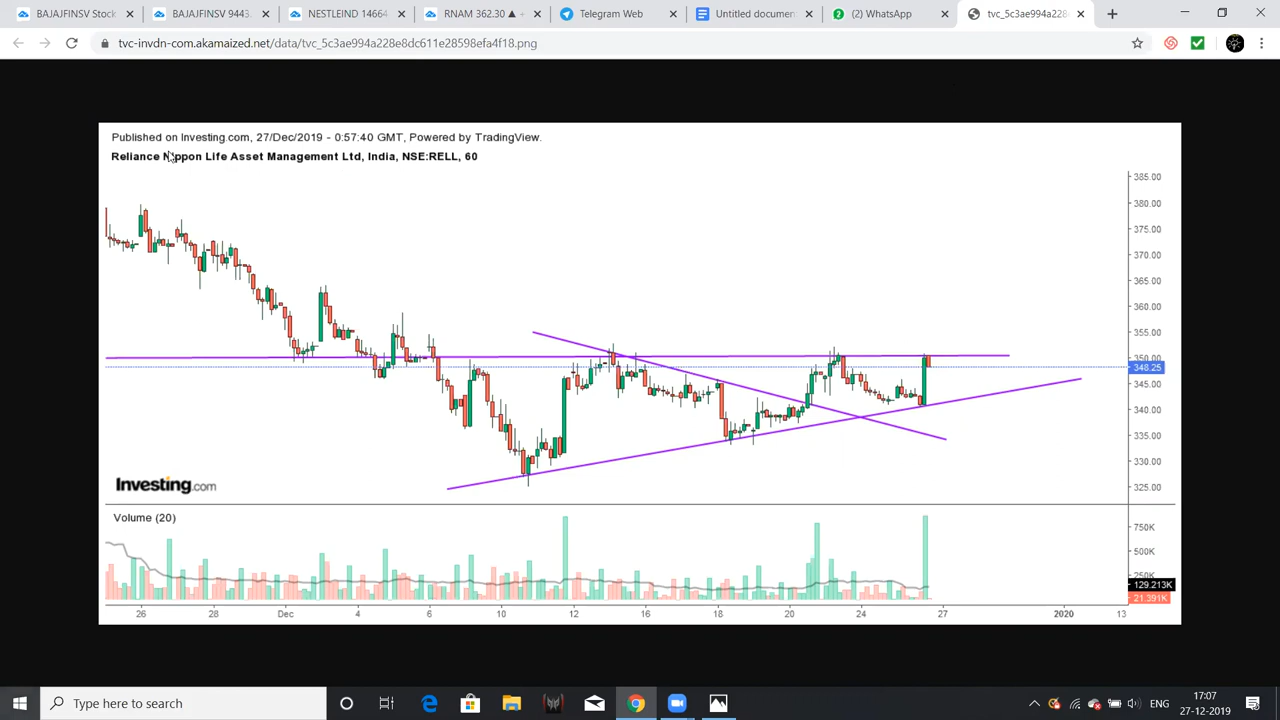 BAJAJFINSV Stock
BAJAJFINSV 9443.
NESTLEIND 14664
RNAM 362.30 ▲ +
Telegram Web
Untitled documen
(2) WhatsApp
tvc_5c3ae994a228
tvc-invdn-com.akamaized.net/data/tvc_5c3ae994a228e8dc611e28598efa4f18.png
Published on Investing.com, 27/Dec/2019 - 0:57:40 GMT, Powered by TradingView.
Reliance Nippon Life Asset Management Ltd, India, NSE:RELL, 60
385.00
380.00
375.00
370.00
365.00
360.00
355.00
350.00
348.25
345.00
340.00
335.00
330.00
325.00
Investing.com
Volume (20)
750K
500K
250K
129.213K
21.391K
26 28 Dec 4 6 10 12 14 16 18 20 24 27 2020 13
Type here to search
ENG
17:07
27-12-2019